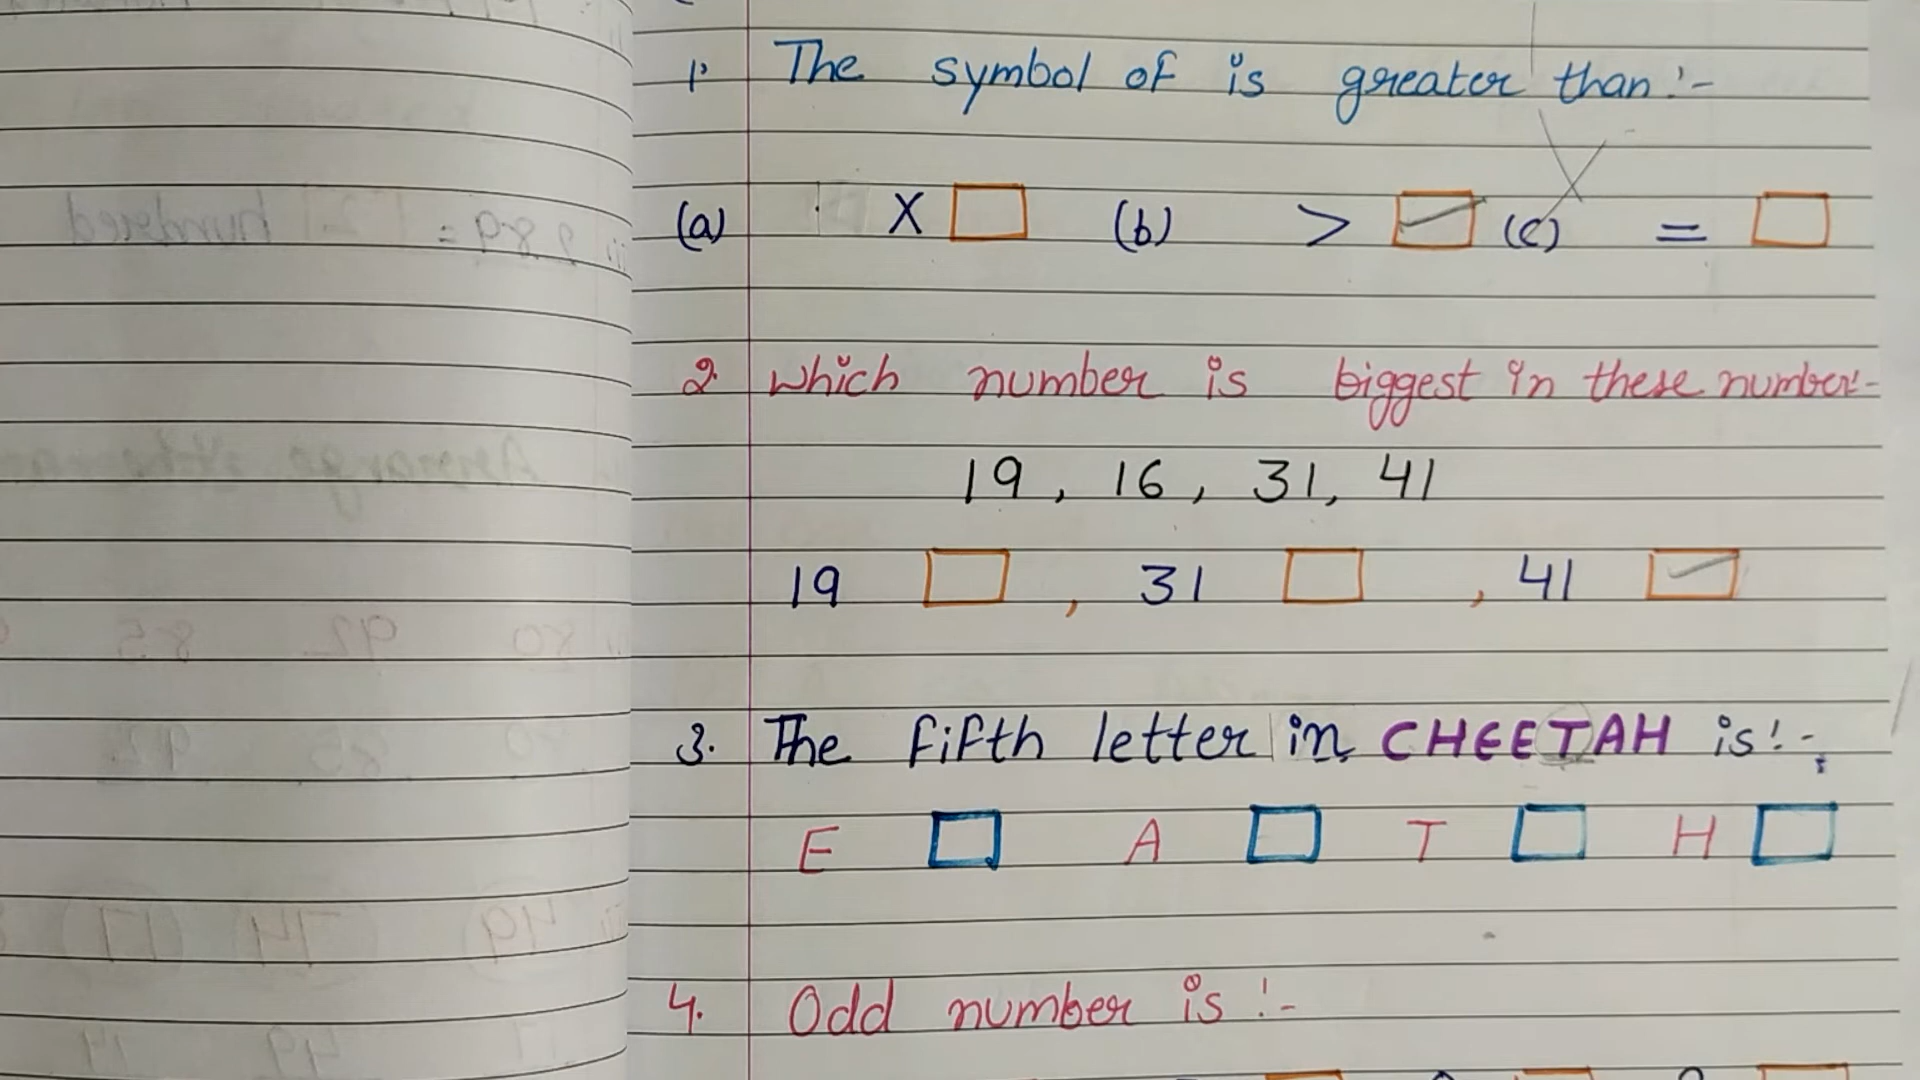 1. The symbol of is greater than:-
(a) X (b) > (c) =
2. Which number is biggest in these number:-
19, 16, 31, 41
19 , 31 , 41
3. The fifth letter in CHEETAH is:-
E A T H
4. Odd number is:-